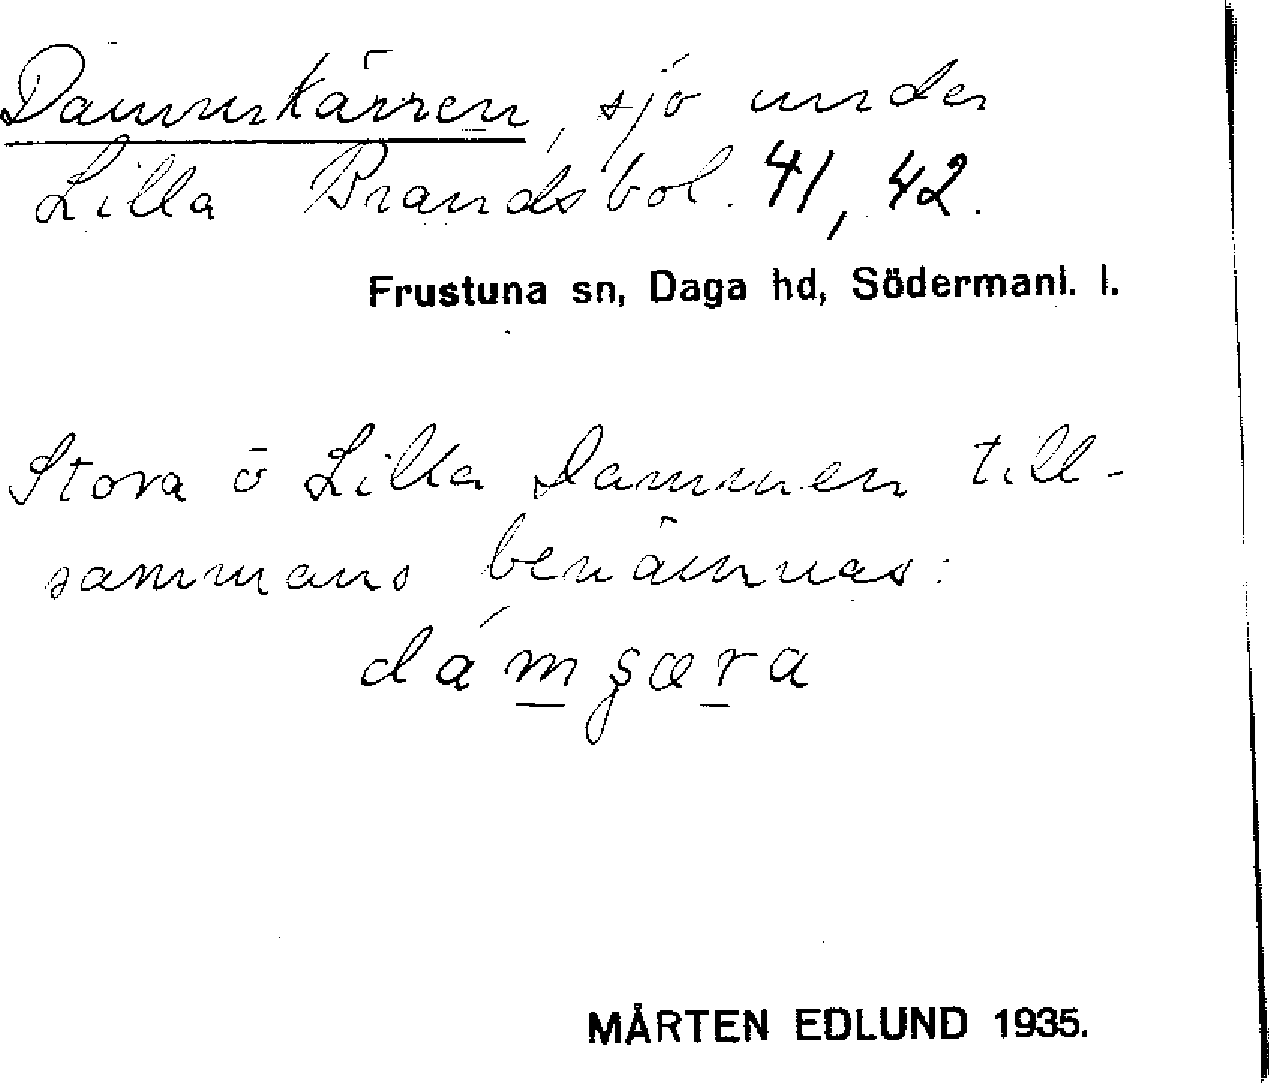 Dammkärren, sjö under
Lilla Brandsbol. 41, 42.
Frustuna sn, Daga hd, Södermanl. l.
Stora o Lilla Dammen till-
sammans benämnas:
dámşæra
MÅRTEN EDLUND 1935.